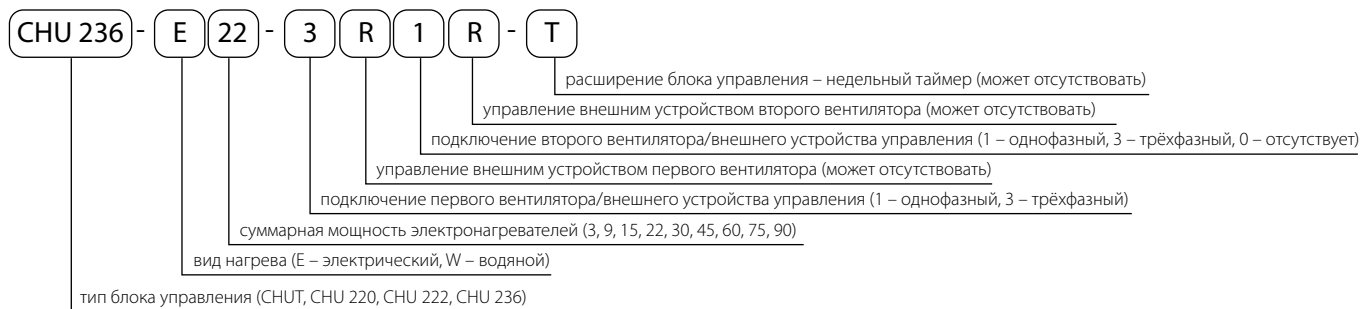 CHU 236 - E 22 - 3 R 1 R - T
расширение блока управления – недельный таймер (может отсутствовать)
управление внешним устройством второго вентилятора (может отсутствовать)
подключение второго вентилятора/внешнего устройства управления (1 – однофазный, 3 – трёхфазный, 0 – отсутствует)
управление внешним устройством первого вентилятора (может отсутствовать)
подключение первого вентилятора/внешнего устройства управления (1 – однофазный, 3 – трёхфазный)
суммарная мощность электронагревателей (3, 9, 15, 22, 30, 45, 60, 75, 90)
вид нагрева (E – электрический, W – водяной)
тип блока управления (CHUT, CHU 220, CHU 222, CHU 236)